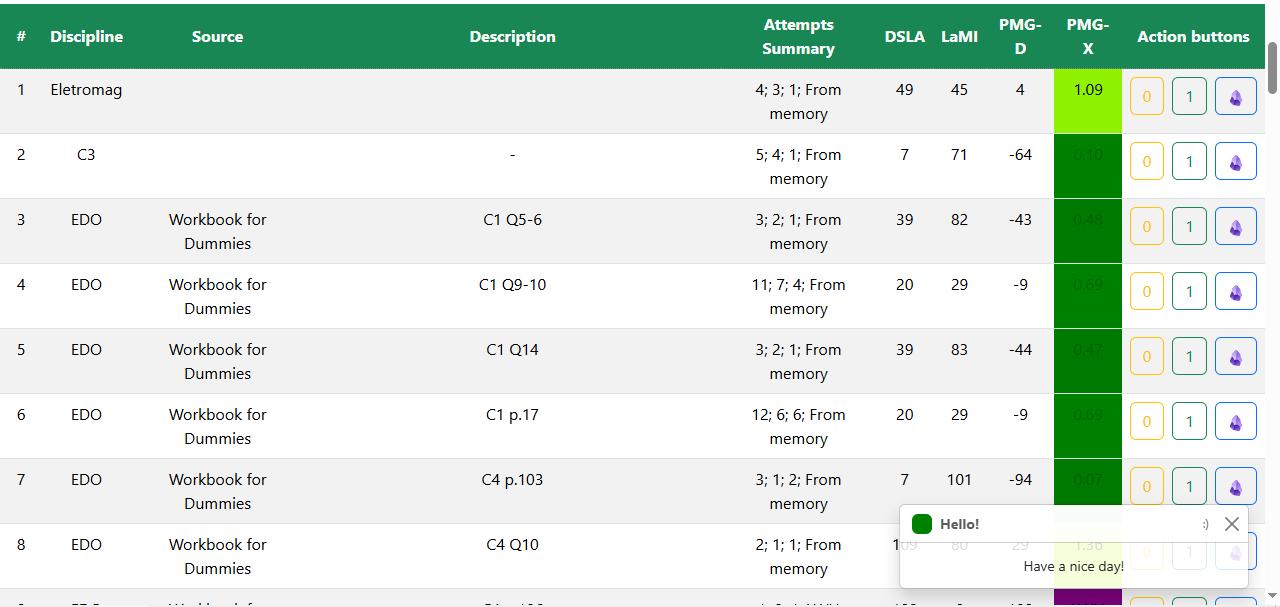 # Discipline Source Description Attempts Summary DSLA LaMI PMG-D PMG-X Action buttons
1 Eletromag 4; 3; 1; From memory 49 45 4 1.09 0 1
2 C3 - 5; 4; 1; From memory 7 71 -64 0.10 0 1
3 EDO Workbook for Dummies C1 Q5-6 3; 2; 1; From memory 39 82 -43 0.48 0 1
4 EDO Workbook for Dummies C1 Q9-10 11; 7; 4; From memory 20 29 -9 0.69 0 1
5 EDO Workbook for Dummies C1 Q14 3; 2; 1; From memory 39 83 -44 0.47 0 1
6 EDO Workbook for Dummies C1 p.17 12; 6; 6; From memory 20 29 -9 0.69 0 1
7 EDO Workbook for Dummies C4 p.103 3; 1; 2; From memory 7 101 -94 0.07 0 1
8 EDO Workbook for Dummies C4 Q10 2; 1; 1; From memory 109 80 29 1.36 0 1
Hello! :)
Have a nice day!